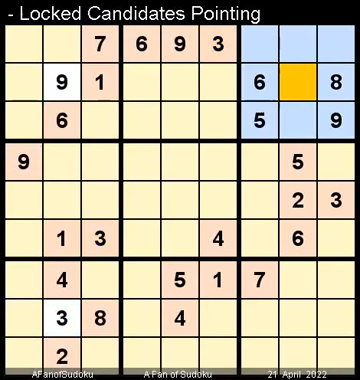 - Locked Candidates Pointing
7 6 9 3
9 1 6 8
6 5 9
9 5
2 3
1 3 4 6
4 5 1 7
3 8 4
2
AFanofSudoku A Fan of Sudoku 21 April 2022